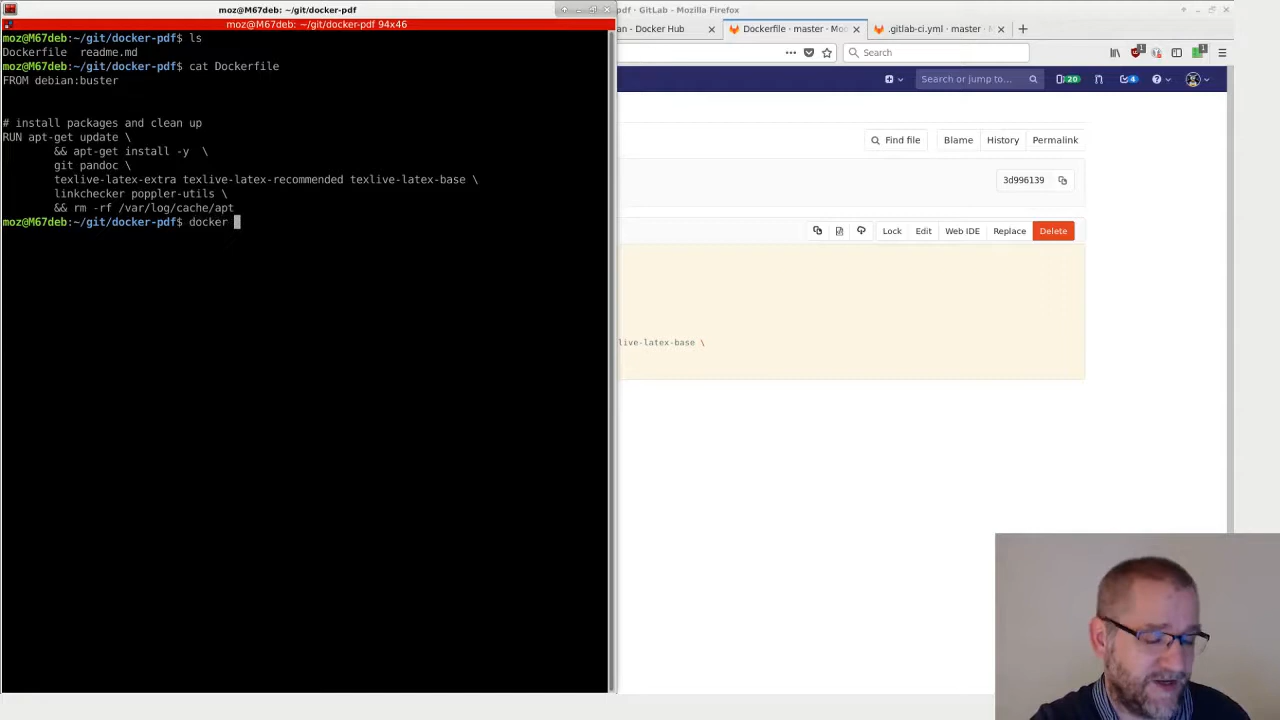 moz@M67deb: ~/git/docker-pdf
moz@M67deb: ~/git/docker-pdf 94x46
moz@M67deb:~/git/docker-pdf$ ls
Dockerfile  readme.md
moz@M67deb:~/git/docker-pdf$ cat Dockerfile
FROM debian:buster
# install packages and clean up
RUN apt-get update \
&& apt-get install -y  \
git pandoc \
texlive-latex-extra texlive-latex-recommended texlive-latex-base \
linkchecker poppler-utils \
&& rm -rf /var/log/cache/apt
moz@M67deb:~/git/docker-pdf$ docker
pdf · GitLab - Mozilla Firefox
an - Docker Hub
Dockerfile · master · Mo
.gitlab-ci.yml · master ·
Search
Search or jump to...
20
4
Find file
Blame
History
Permalink
3d996139
Lock
Edit
Web IDE
Replace
Delete
live-latex-base \